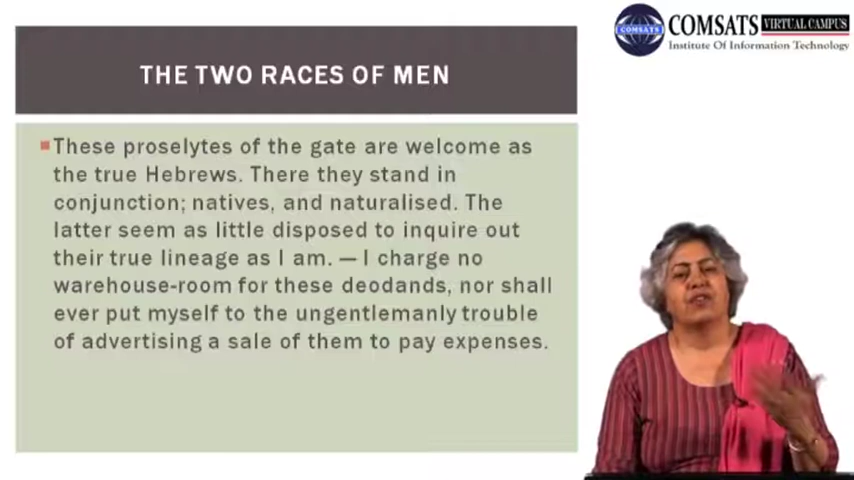 COMSATS VIRTUAL CAMPUS
COMSATS
Institute Of Information Technology
THE TWO RACES OF MEN
These proselytes of the gate are welcome as
the true Hebrews. There they stand in
conjunction; natives, and naturalised. The
latter seem as little disposed to inquire out
their true lineage as I am. — I charge no
warehouse-room for these deodands, nor shall
ever put myself to the ungentlemanly trouble
of advertising a sale of them to pay expenses.